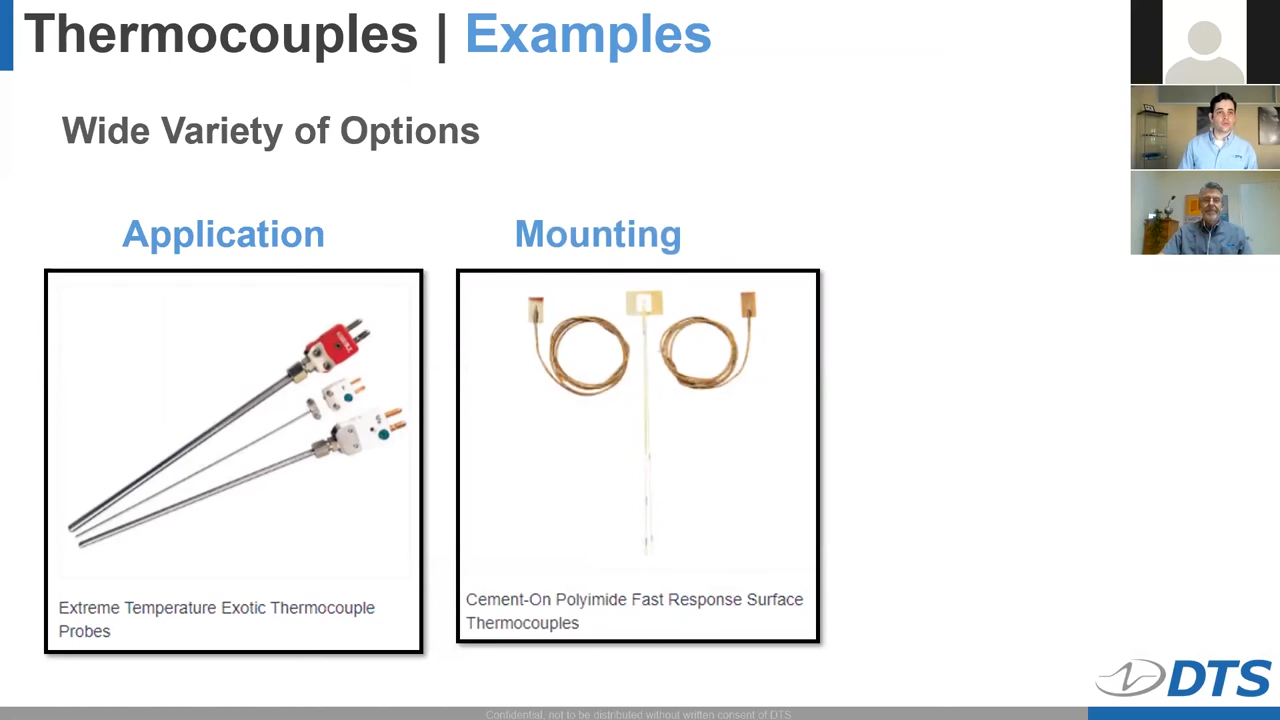 Thermocouples | Examples
Wide Variety of Options
Application
Mounting
Extreme Temperature Exotic Thermocouple
Probes
Cement-On Polyimide Fast Response Surface
Thermocouples
DTS
Confidential, not to be distributed without written consent of DTS